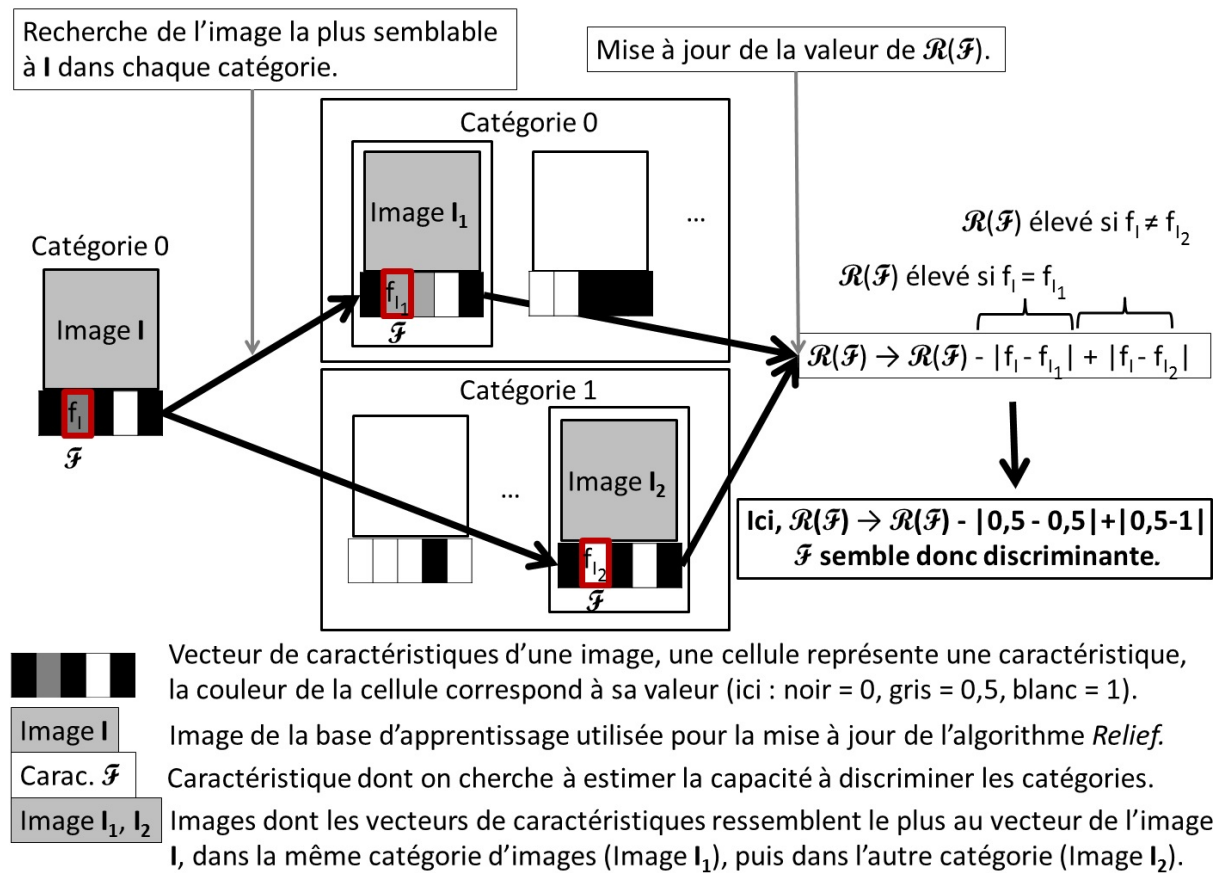 Recherche de l’image la plus semblable
à I dans chaque catégorie.
Mise à jour de la valeur de ℛ(ℱ).
Catégorie 0
Image I₁
...
f_I₁
ℱ
Catégorie 0
Image I
f_I
ℱ
Catégorie 1
...
Image I₂
f_I₂
ℱ
ℛ(ℱ) élevé si f_I ≠ f_I₂
ℛ(ℱ) élevé si f_I = f_I₁
ℛ(ℱ) → ℛ(ℱ) - |f_I - f_I₁| + |f_I - f_I₂|
Ici, ℛ(ℱ) → ℛ(ℱ) - |0,5 - 0,5|+|0,5-1|
ℱ semble donc discriminante.
Vecteur de caractéristiques d’une image, une cellule représente une caractéristique,
la couleur de la cellule correspond à sa valeur (ici : noir = 0, gris = 0,5, blanc = 1).
Image I
Image de la base d’apprentissage utilisée pour la mise à jour de l’algorithme Relief.
Carac. ℱ
Caractéristique dont on cherche à estimer la capacité à discriminer les catégories.
Image I₁, I₂
Images dont les vecteurs de caractéristiques ressemblent le plus au vecteur de l’image
I, dans la même catégorie d’images (Image I₁), puis dans l’autre catégorie (Image I₂).